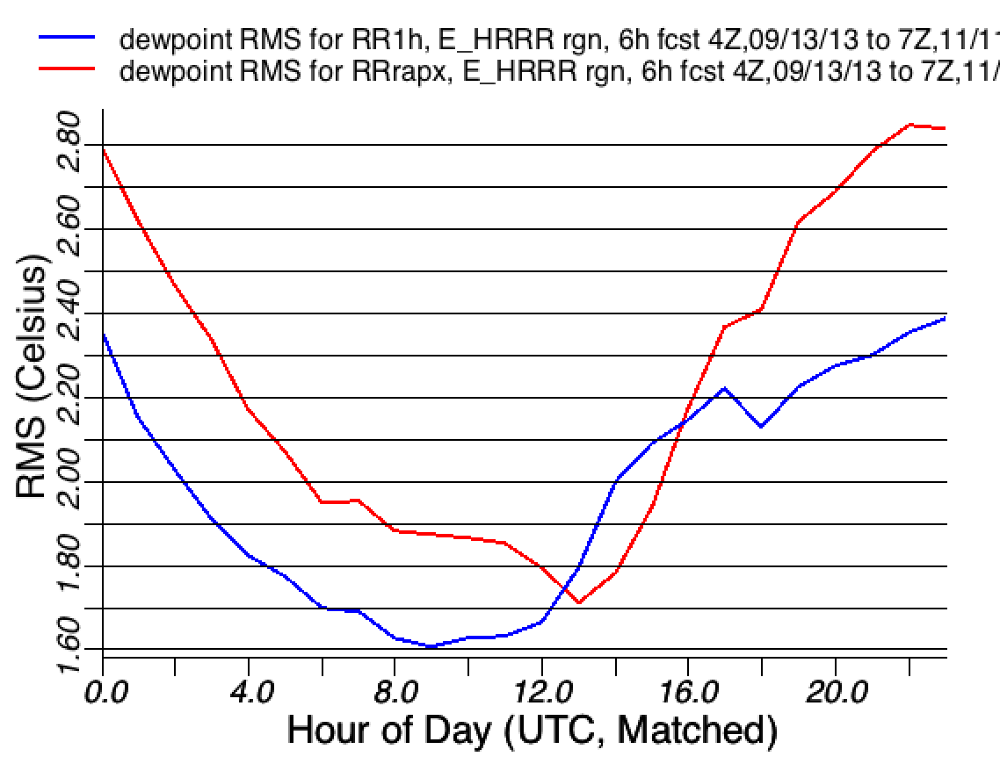 dewpoint RMS for RR1h, E_HRRR rgn, 6h fcst 4Z,09/13/13 to 7Z,11/11
dewpoint RMS for RRrapx, E_HRRR rgn, 6h fcst 4Z,09/13/13 to 7Z,11/
2.80
2.60
2.40
2.20
2.00
1.80
1.60
RMS (Celsius)
0.0 4.0 8.0 12.0 16.0 20.0
Hour of Day (UTC, Matched)